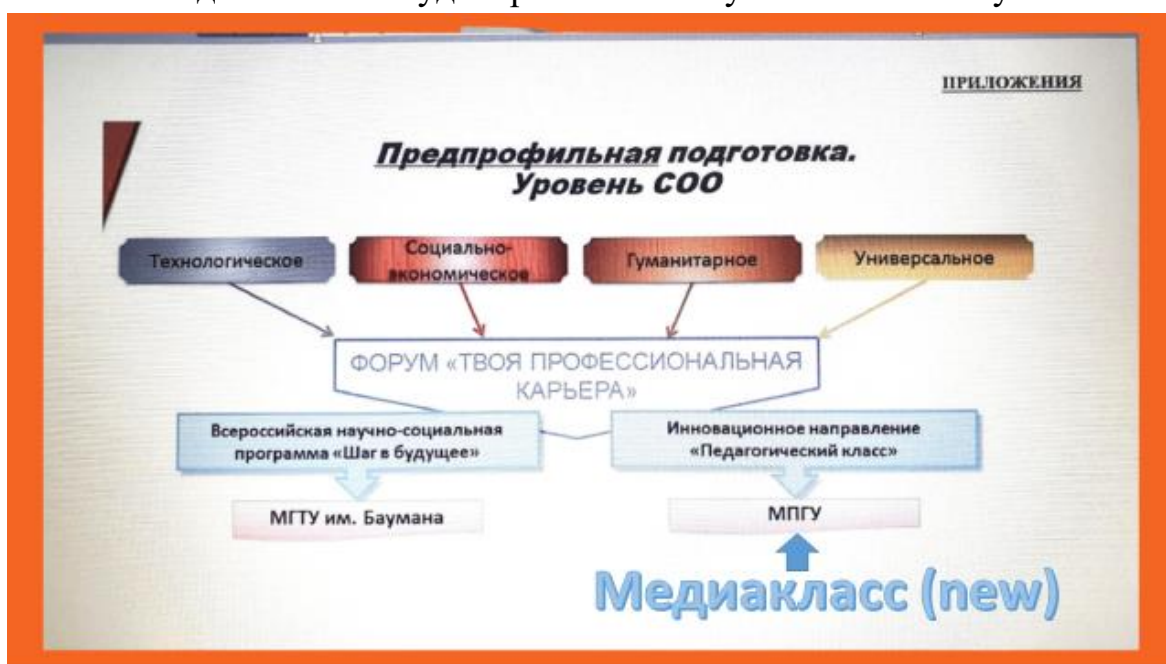 ПРИЛОЖЕНИЯ
Предпрофильная подготовка.
Уровень СОО
Технологическое
Социально-
экономическое
Гуманитарное
Универсальное
ФОРУМ «ТВОЯ ПРОФЕССИОНАЛЬНАЯ
КАРЬЕРА»
Всероссийская научно-социальная
программа «Шаг в будущее»
Инновационное направление
«Педагогический класс»
МГТУ им. Баумана
МПГУ
Медиакласс (new)